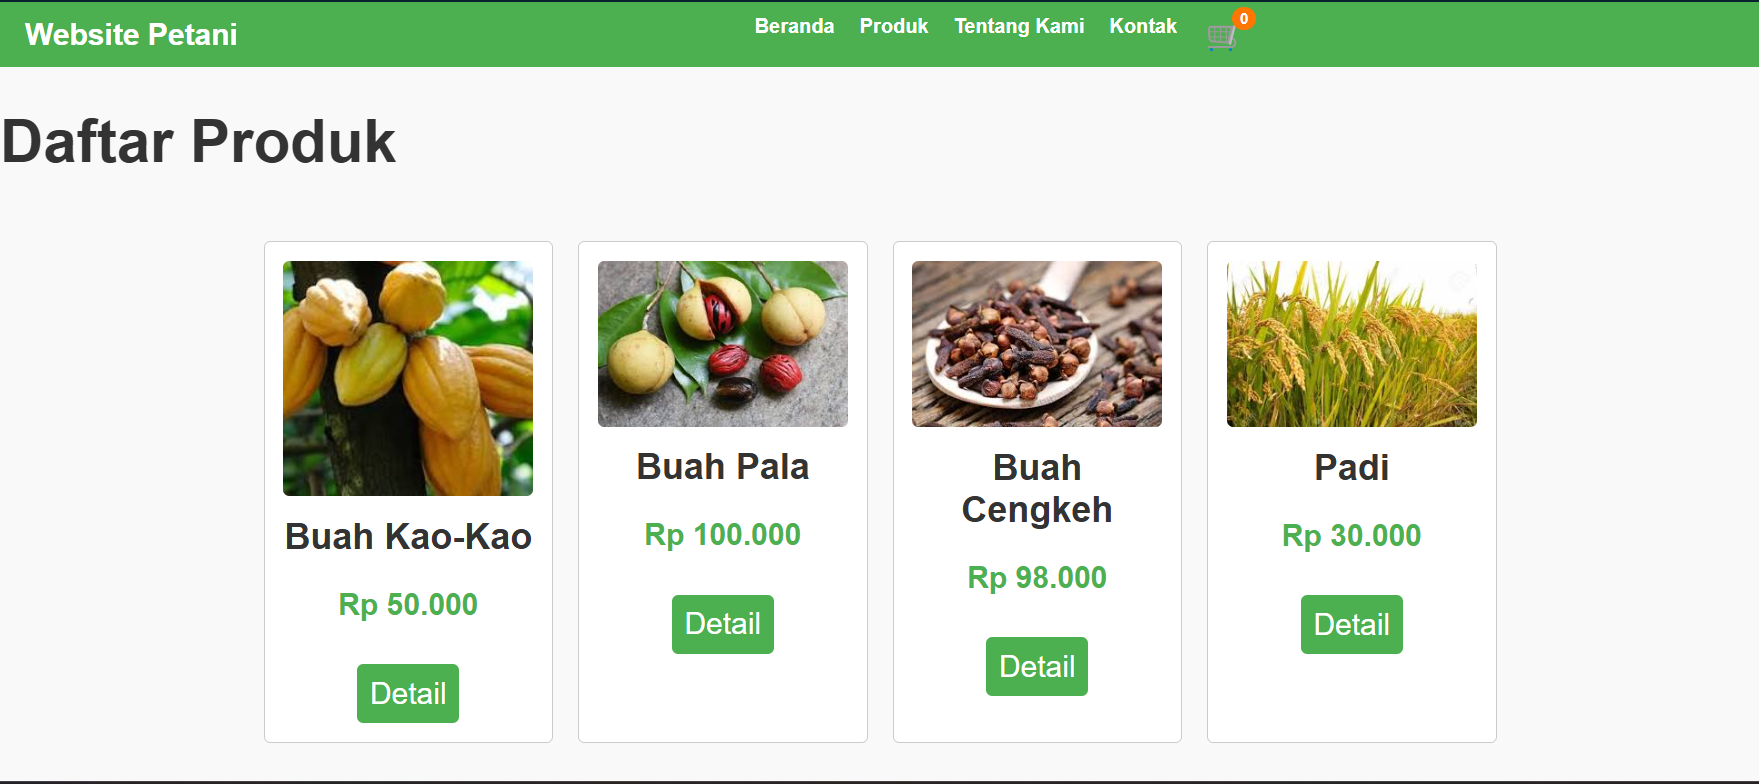 Website Petani
Beranda Produk Tentang Kami Kontak 0
Daftar Produk
Buah Kao-Kao
Rp 50.000
Detail
Buah Pala
Rp 100.000
Detail
Buah
Cengkeh
Rp 98.000
Detail
Padi
Rp 30.000
Detail